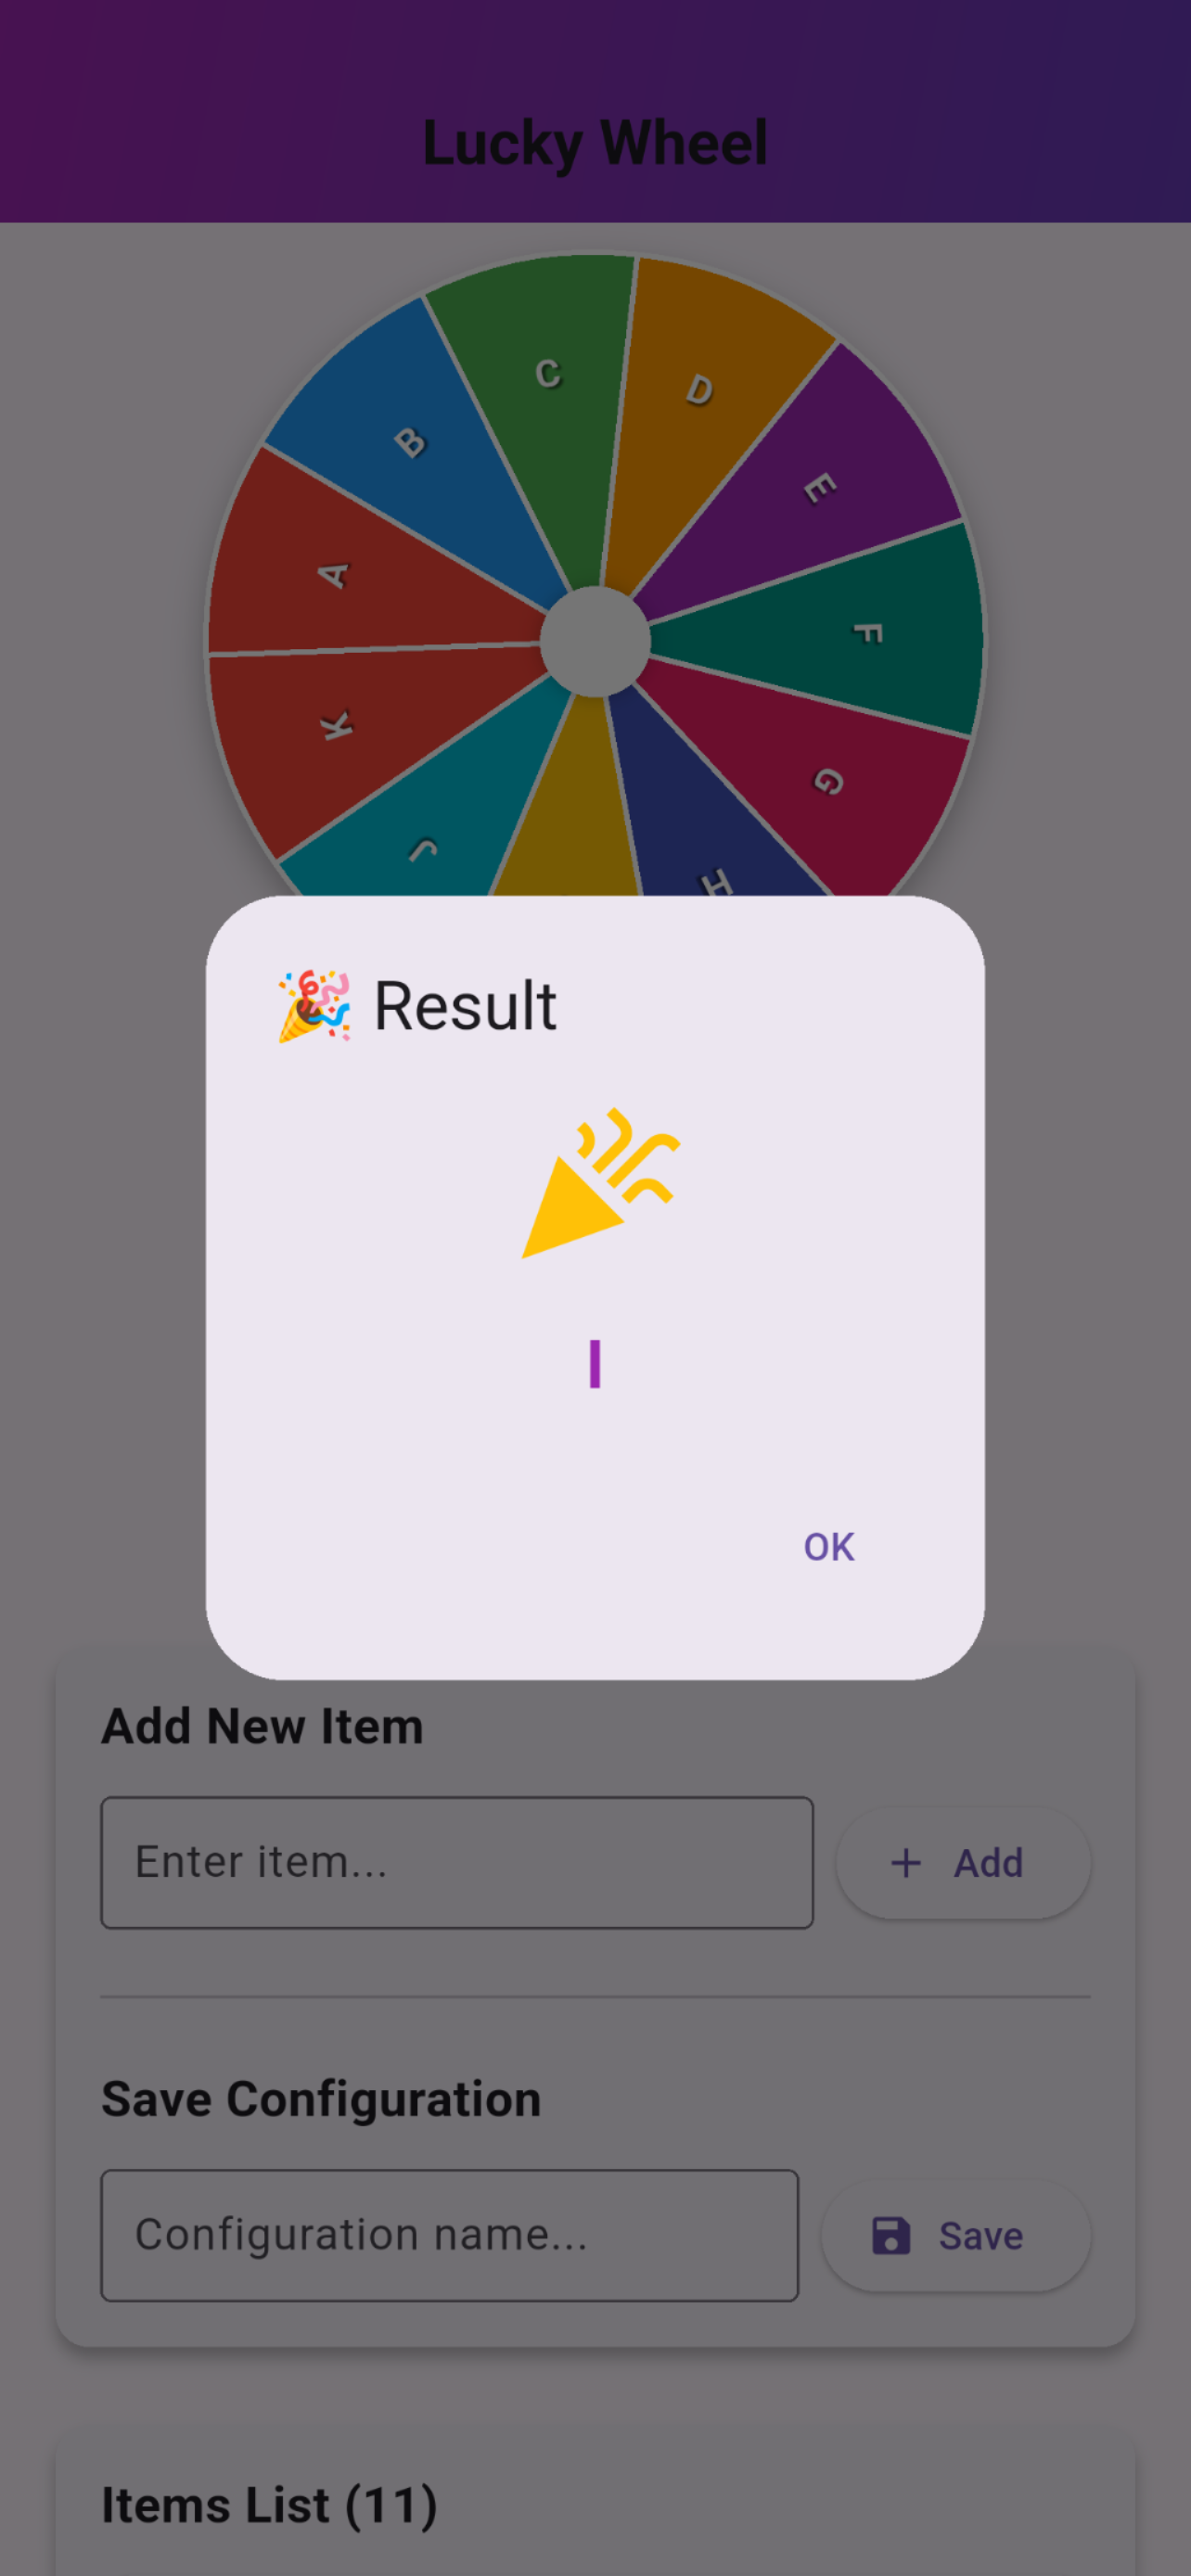 Lucky Wheel
C
D
B
E
A
F
K
G
J
H
🎉 Result
I
OK
Add New Item
Enter item...
+ Add
Save Configuration
Configuration name...
Save
Items List (11)